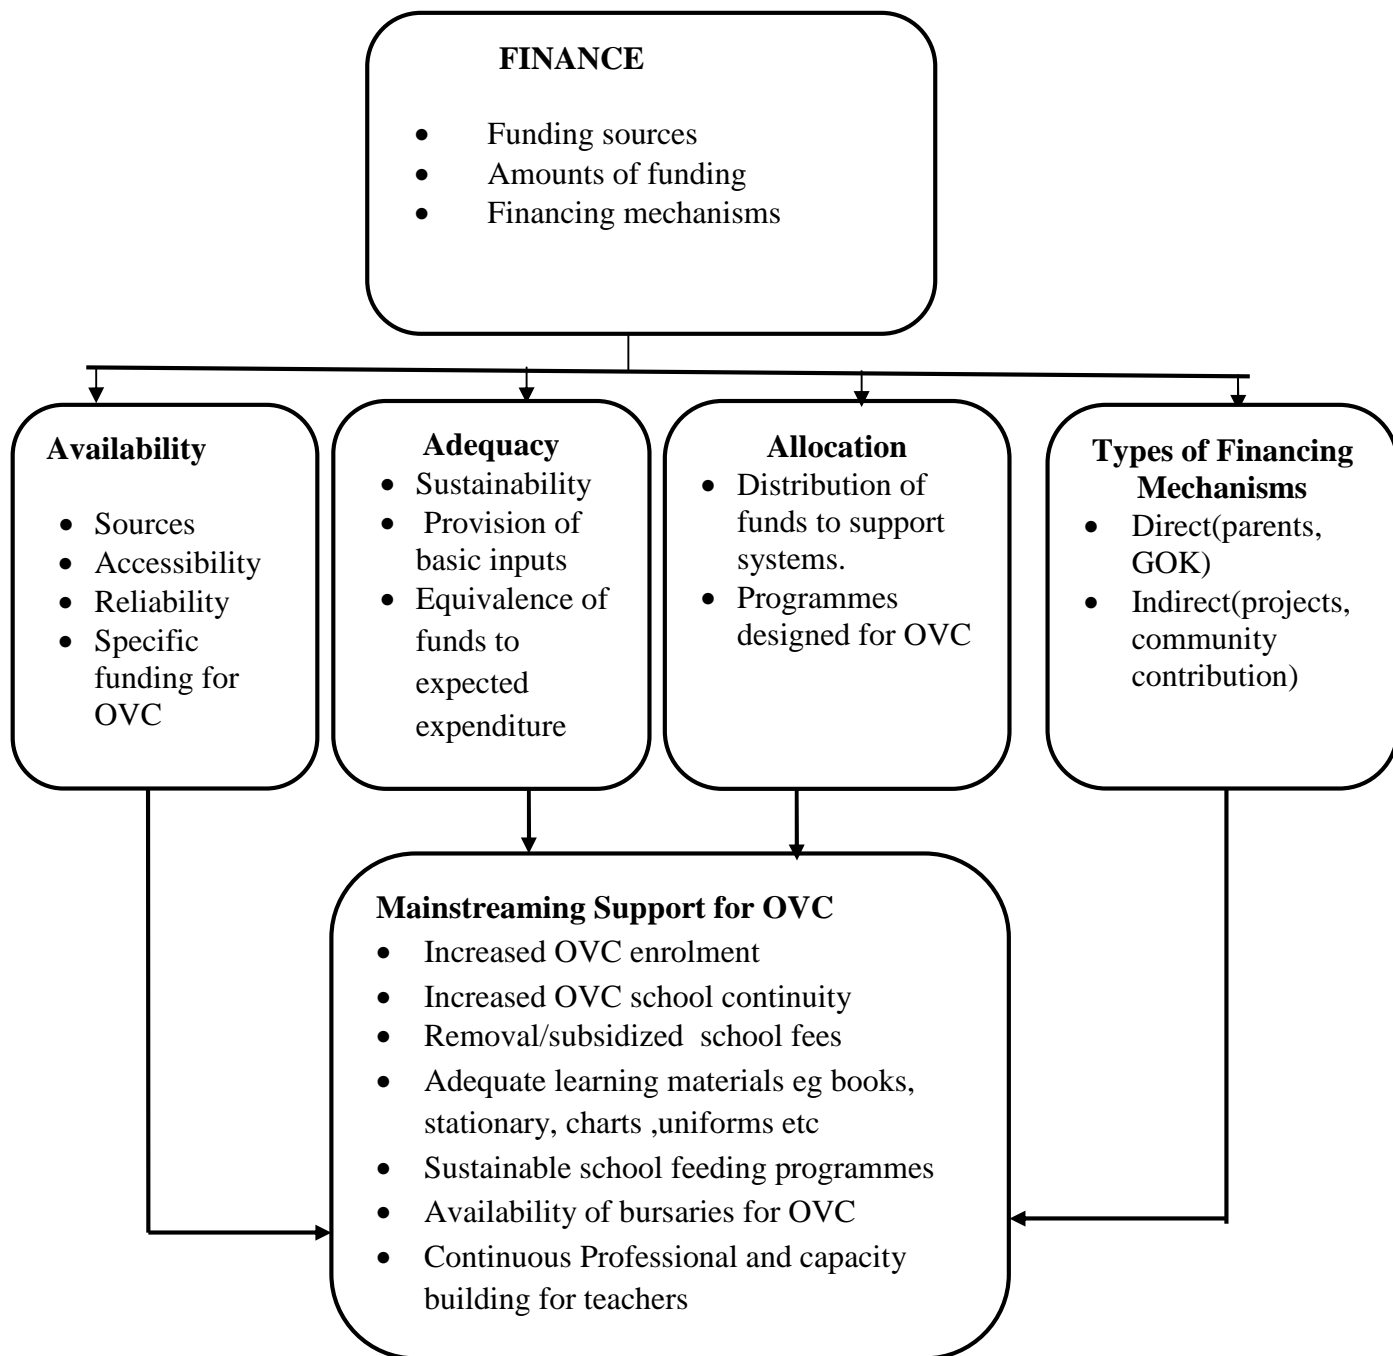 FINANCE
• Funding sources
• Amounts of funding
• Financing mechanisms
Availability
• Sources
• Accessibility
• Reliability
• Specific
funding for
OVC
Adequacy
• Sustainability
• Provision of
basic inputs
• Equivalence of
funds to
expected
expenditure
Allocation
• Distribution of
funds to support
systems.
• Programmes
designed for OVC
Types of Financing
Mechanisms
• Direct(parents,
GOK)
• Indirect(projects,
community
contribution)
Mainstreaming Support for OVC
• Increased OVC enrolment
• Increased OVC school continuity
• Removal/subsidized school fees
• Adequate learning materials eg books,
stationary, charts ,uniforms etc
• Sustainable school feeding programmes
• Availability of bursaries for OVC
• Continuous Professional and capacity
building for teachers